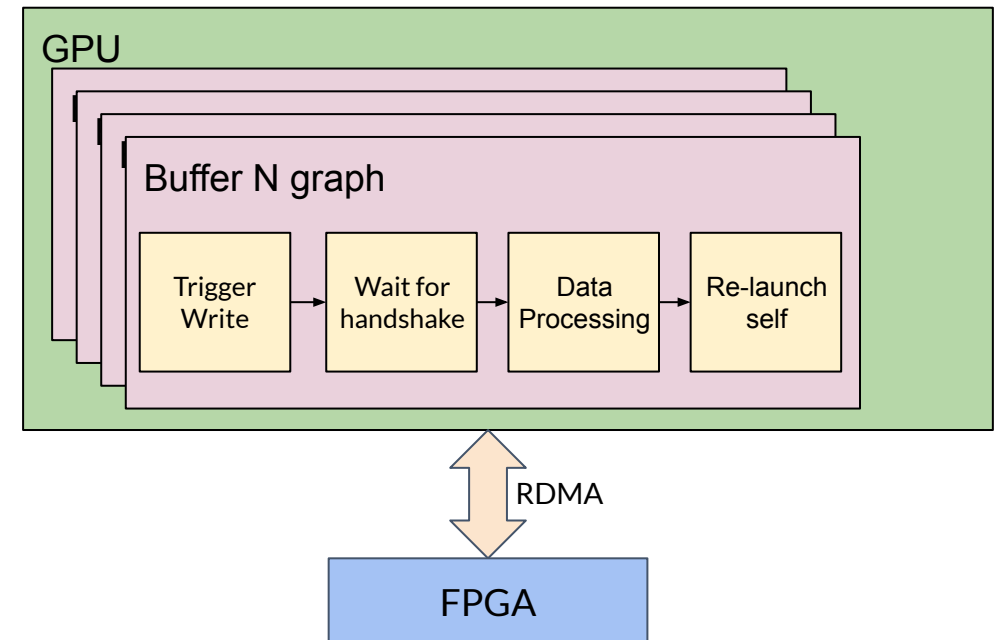 GPU
Buffer N graph
Trigger
Write
Wait for
handshake
Data
Processing
Re-launch
self
RDMA
FPGA